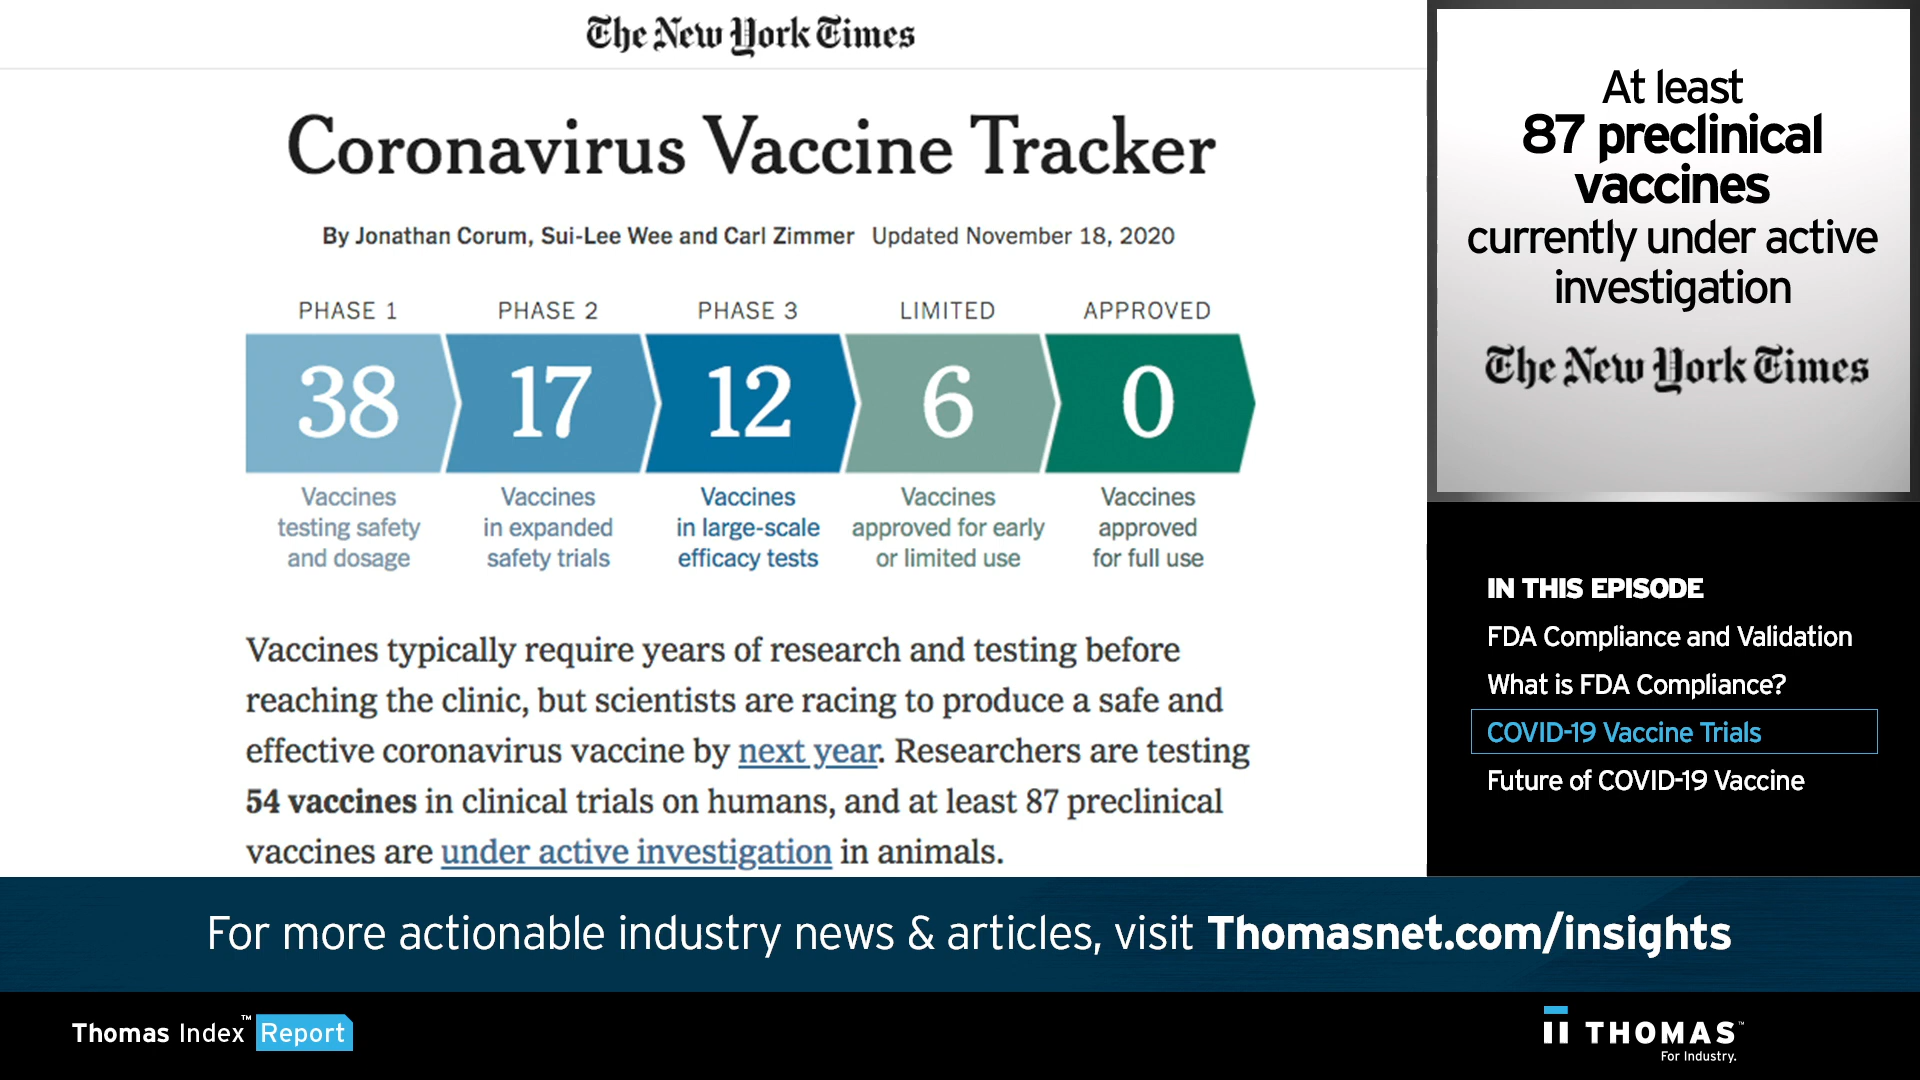 The New York Times
Coronavirus Vaccine Tracker
By Jonathan Corum, Sui-Lee Wee and Carl Zimmer Updated November 18, 2020
PHASE 1 PHASE 2 PHASE 3 LIMITED APPROVED
38 17 12 6 0
Vaccines Vaccines Vaccines Vaccines Vaccines
testing safety in expanded in large-scale approved for early approved
and dosage safety trials efficacy tests or limited use for full use
Vaccines typically require years of research and testing before
reaching the clinic, but scientists are racing to produce a safe and
effective coronavirus vaccine by next year. Researchers are testing
54 vaccines in clinical trials on humans, and at least 87 preclinical
vaccines are under active investigation in animals.
At least
87 preclinical
vaccines
currently under active
investigation
The New York Times
IN THIS EPISODE
FDA Compliance and Validation
What is FDA Compliance?
COVID-19 Vaccine Trials
Future of COVID-19 Vaccine
For more actionable industry news & articles, visit Thomasnet.com/insights
Thomas Index™ Report
THOMAS™
For Industry.